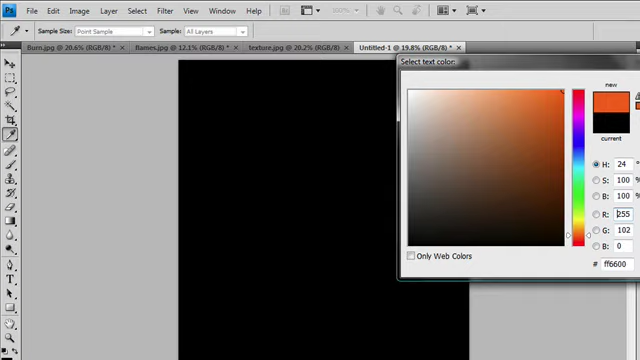 Ps File Edit Image Layer Select Filter View Window Help 100%
Sample Size: Point Sample Sample: All Layers
Burn.jpg @ 20.6% (RGB/8) * × flames.jpg @ 12.1% (RGB/8) * × texture.jpg @ 20.2% (RGB/8) × Untitled-1 @ 19.8% (RGB/8) * ×
Select text color:
new
current
H: 24 °
S: 100 %
B: 100 %
R: 255
G: 102
B: 0
Only Web Colors
# ff6600
T